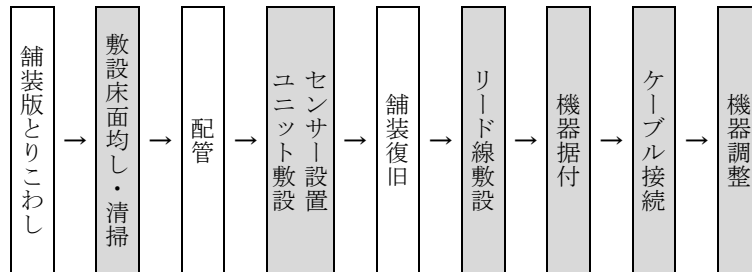 舗装版とりこわし
→
敷設床面均し・清掃
→
配管
→
センサー設置
ユニット敷設
→
舗装復旧
→
リード線敷設
→
機器据付
→
ケーブル接続
→
機器調整